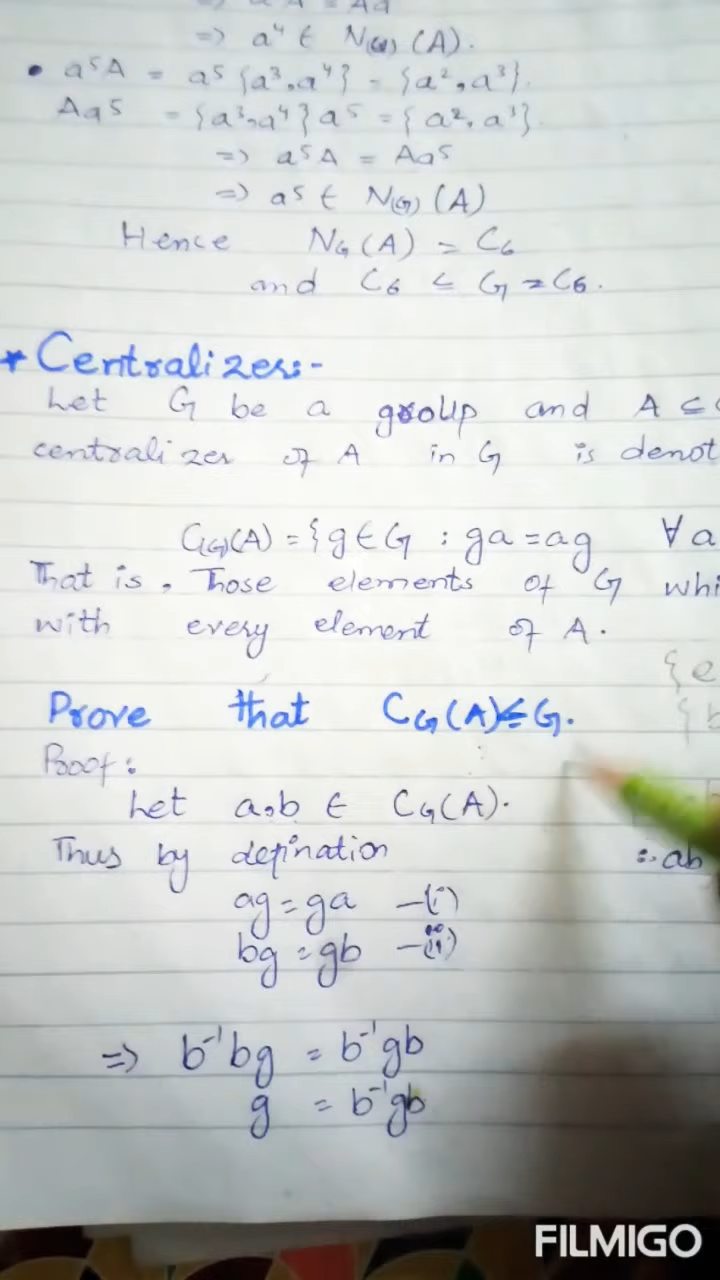 => a⁴ ∈ N(G)(A).
• a⁵A = a⁵{a³,a⁴} = {a²,a³}.
Aa⁵ = {a³,a⁴}a⁵ = {a²,a³}.
=> a⁵A = Aa⁵
=> a⁵ ∈ N(G)(A)
Hence N_G(A) = C₆
and C₆ ≤ G = C₆.
* Centralizer:-
Let G be a group and A ⊆
centralizer of A in G is denot
C(G)(A) = {g ∈ G : ga = ag ∀ a
That is, Those elements of G whi
with every element of A.
{e
{b
Prove that C_G(A) ≤ G.
Proof:
Let a,b ∈ C_G(A).
Thus by defination
∴ ab
ag = ga —(i)
bg = gb —(ii)
=> b⁻¹bg = b⁻¹gb
g = b⁻¹gb
FILMIGO